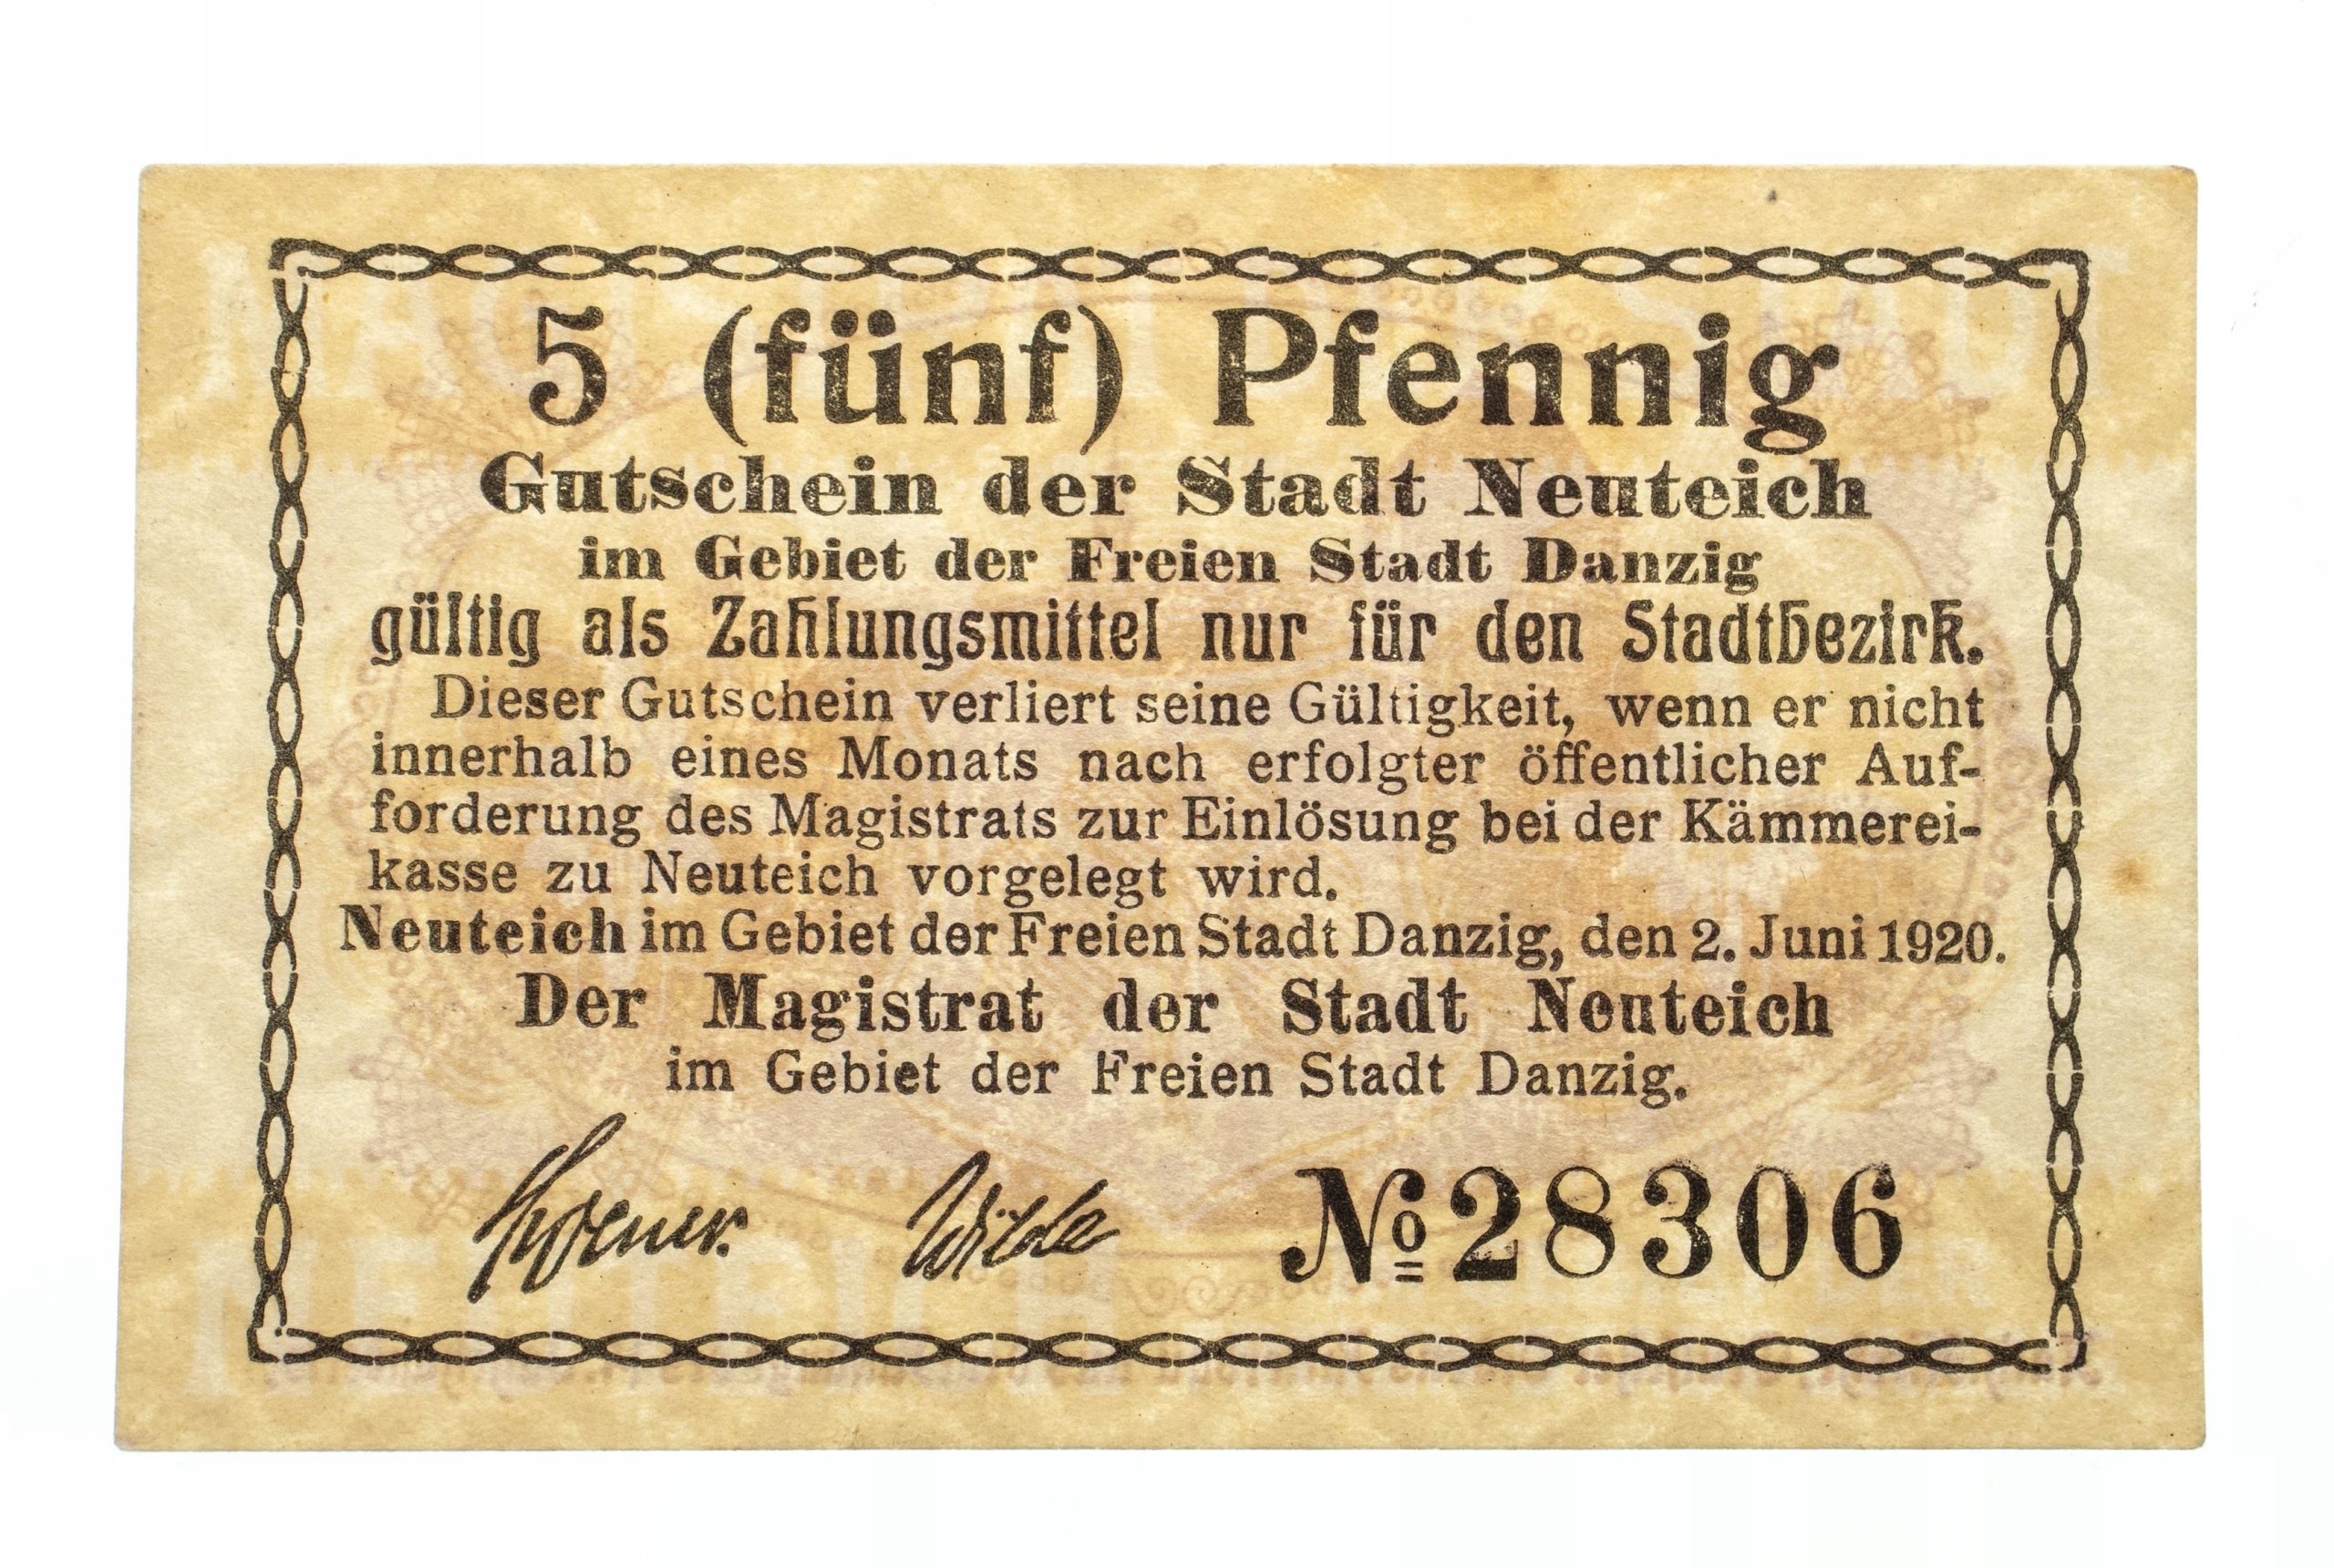 5 (fünf) Pfennig
Gutschein der Stadt Neuteich
im Gebiet der Freien Stadt Danzig
gültig als Zahlungsmittel nur für den Stadtbezirk.
Dieser Gutschein verliert seine Gültigkeit, wenn er nicht
innerhalb eines Monats nach erfolgter öffentlicher Auf-
forderung des Magistrats zur Einlösung bei der Kämmerei-
kasse zu Neuteich vorgelegt wird.
Neuteich im Gebiet der Freien Stadt Danzig, den 2. Juni 1920.
Der Magistrat der Stadt Neuteich
im Gebiet der Freien Stadt Danzig.
Wilde № 28306